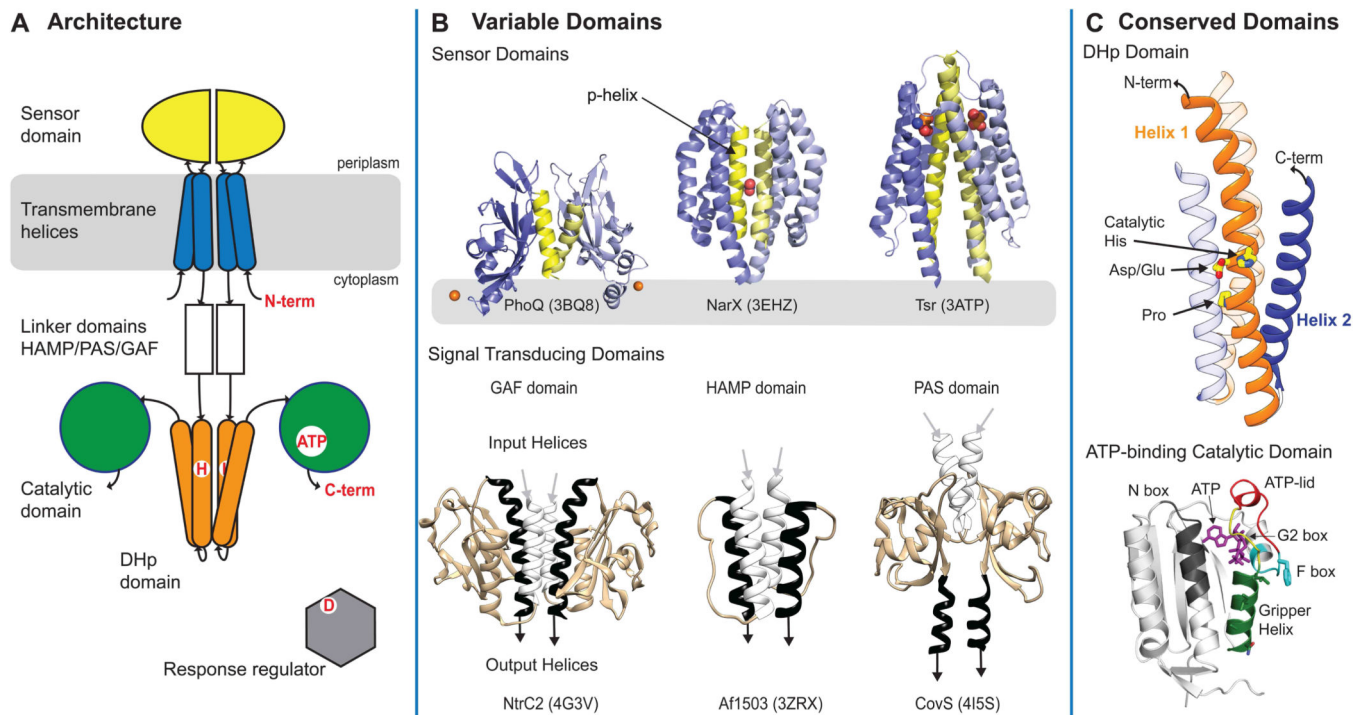 A Architecture
Sensor
domain
periplasm
Transmembrane
helices
cytoplasm
N-term
Linker domains
HAMP/PAS/GAF
ATP
H
Catalytic
domain
C-term
DHp
domain
D
Response regulator
B Variable Domains
Sensor Domains
p-helix
PhoQ (3BQ8)
NarX (3EHZ)
Tsr (3ATP)
Signal Transducing Domains
GAF domain
HAMP domain
PAS domain
Input Helices
Output Helices
NtrC2 (4G3V)
Af1503 (3ZRX)
CovS (4I5S)
C Conserved Domains
DHp Domain
N-term
Helix 1
C-term
Catalytic
His
Asp/Glu
Pro
Helix 2
ATP-binding Catalytic Domain
N box
ATP
ATP-lid
G2 box
F box
Gripper
Helix